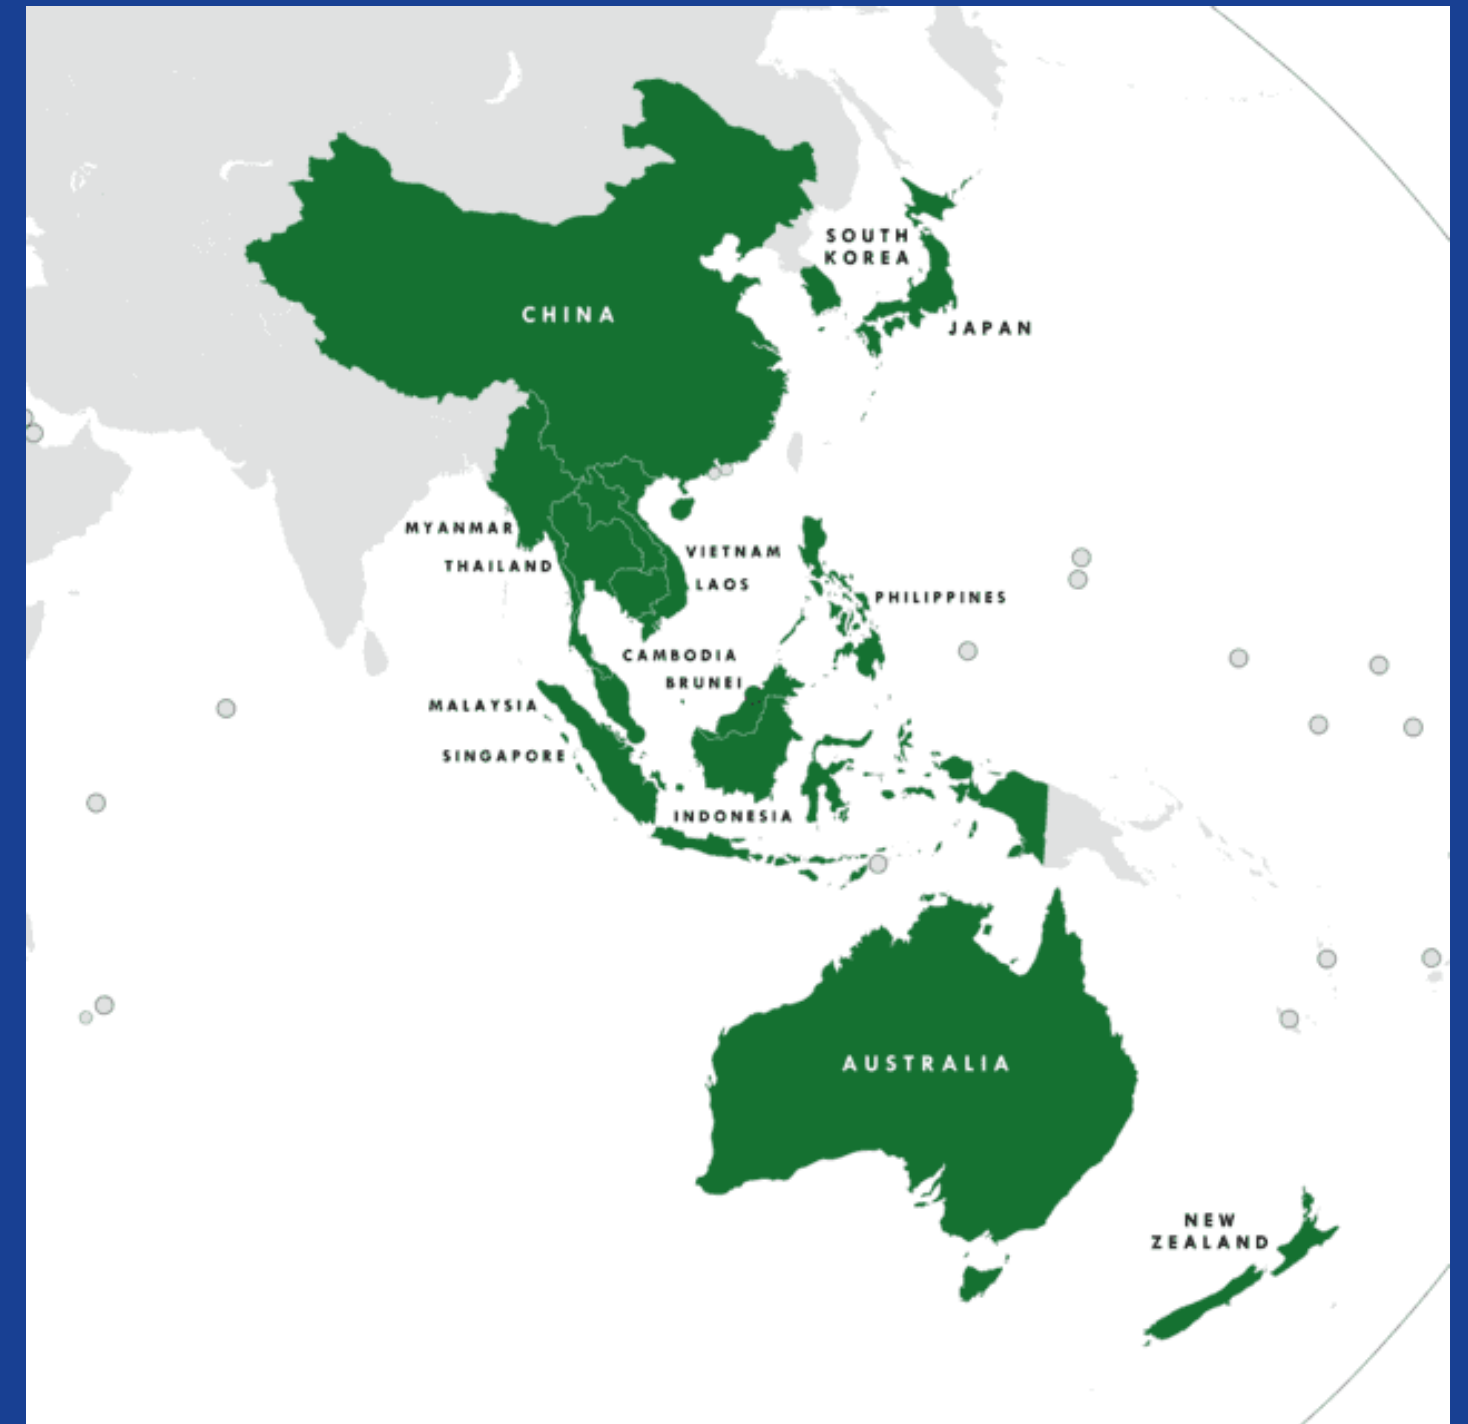 SOUTH
KOREA
CHINA
JAPAN
MYANMAR
VIETNAM
THAILAND
LAOS
PHILIPPINES
CAMBODIA
BRUNEI
MALAYSIA
SINGAPORE
INDONESIA
AUSTRALIA
NEW
ZEALAND